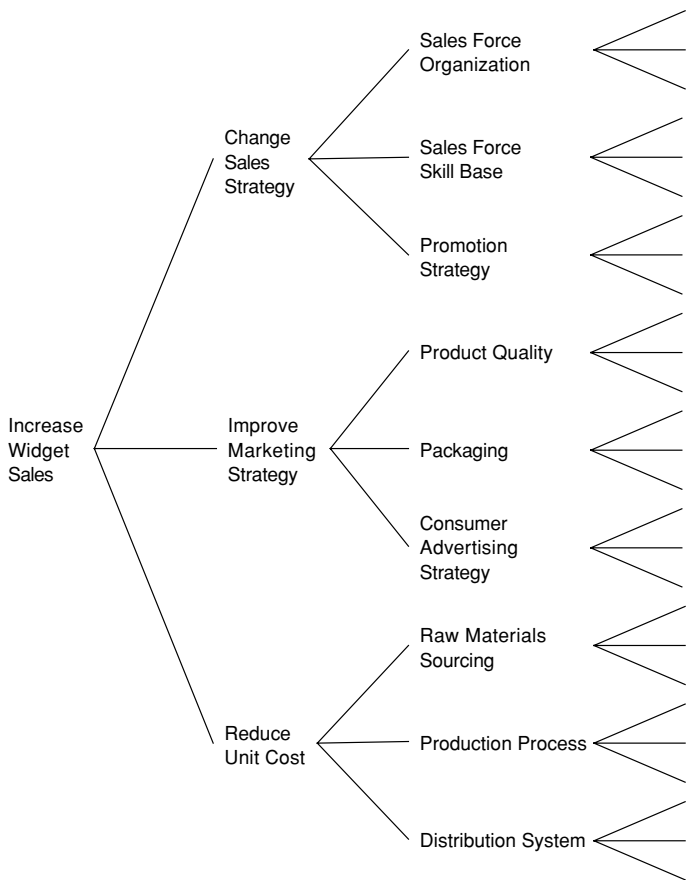 Increase
Widget
Sales
Change
Sales
Strategy
Sales Force
Organization
Sales Force
Skill Base
Promotion
Strategy
Improve
Marketing
Strategy
Product Quality
Packaging
Consumer
Advertising
Strategy
Reduce
Unit Cost
Raw Materials
Sourcing
Production Process
Distribution System